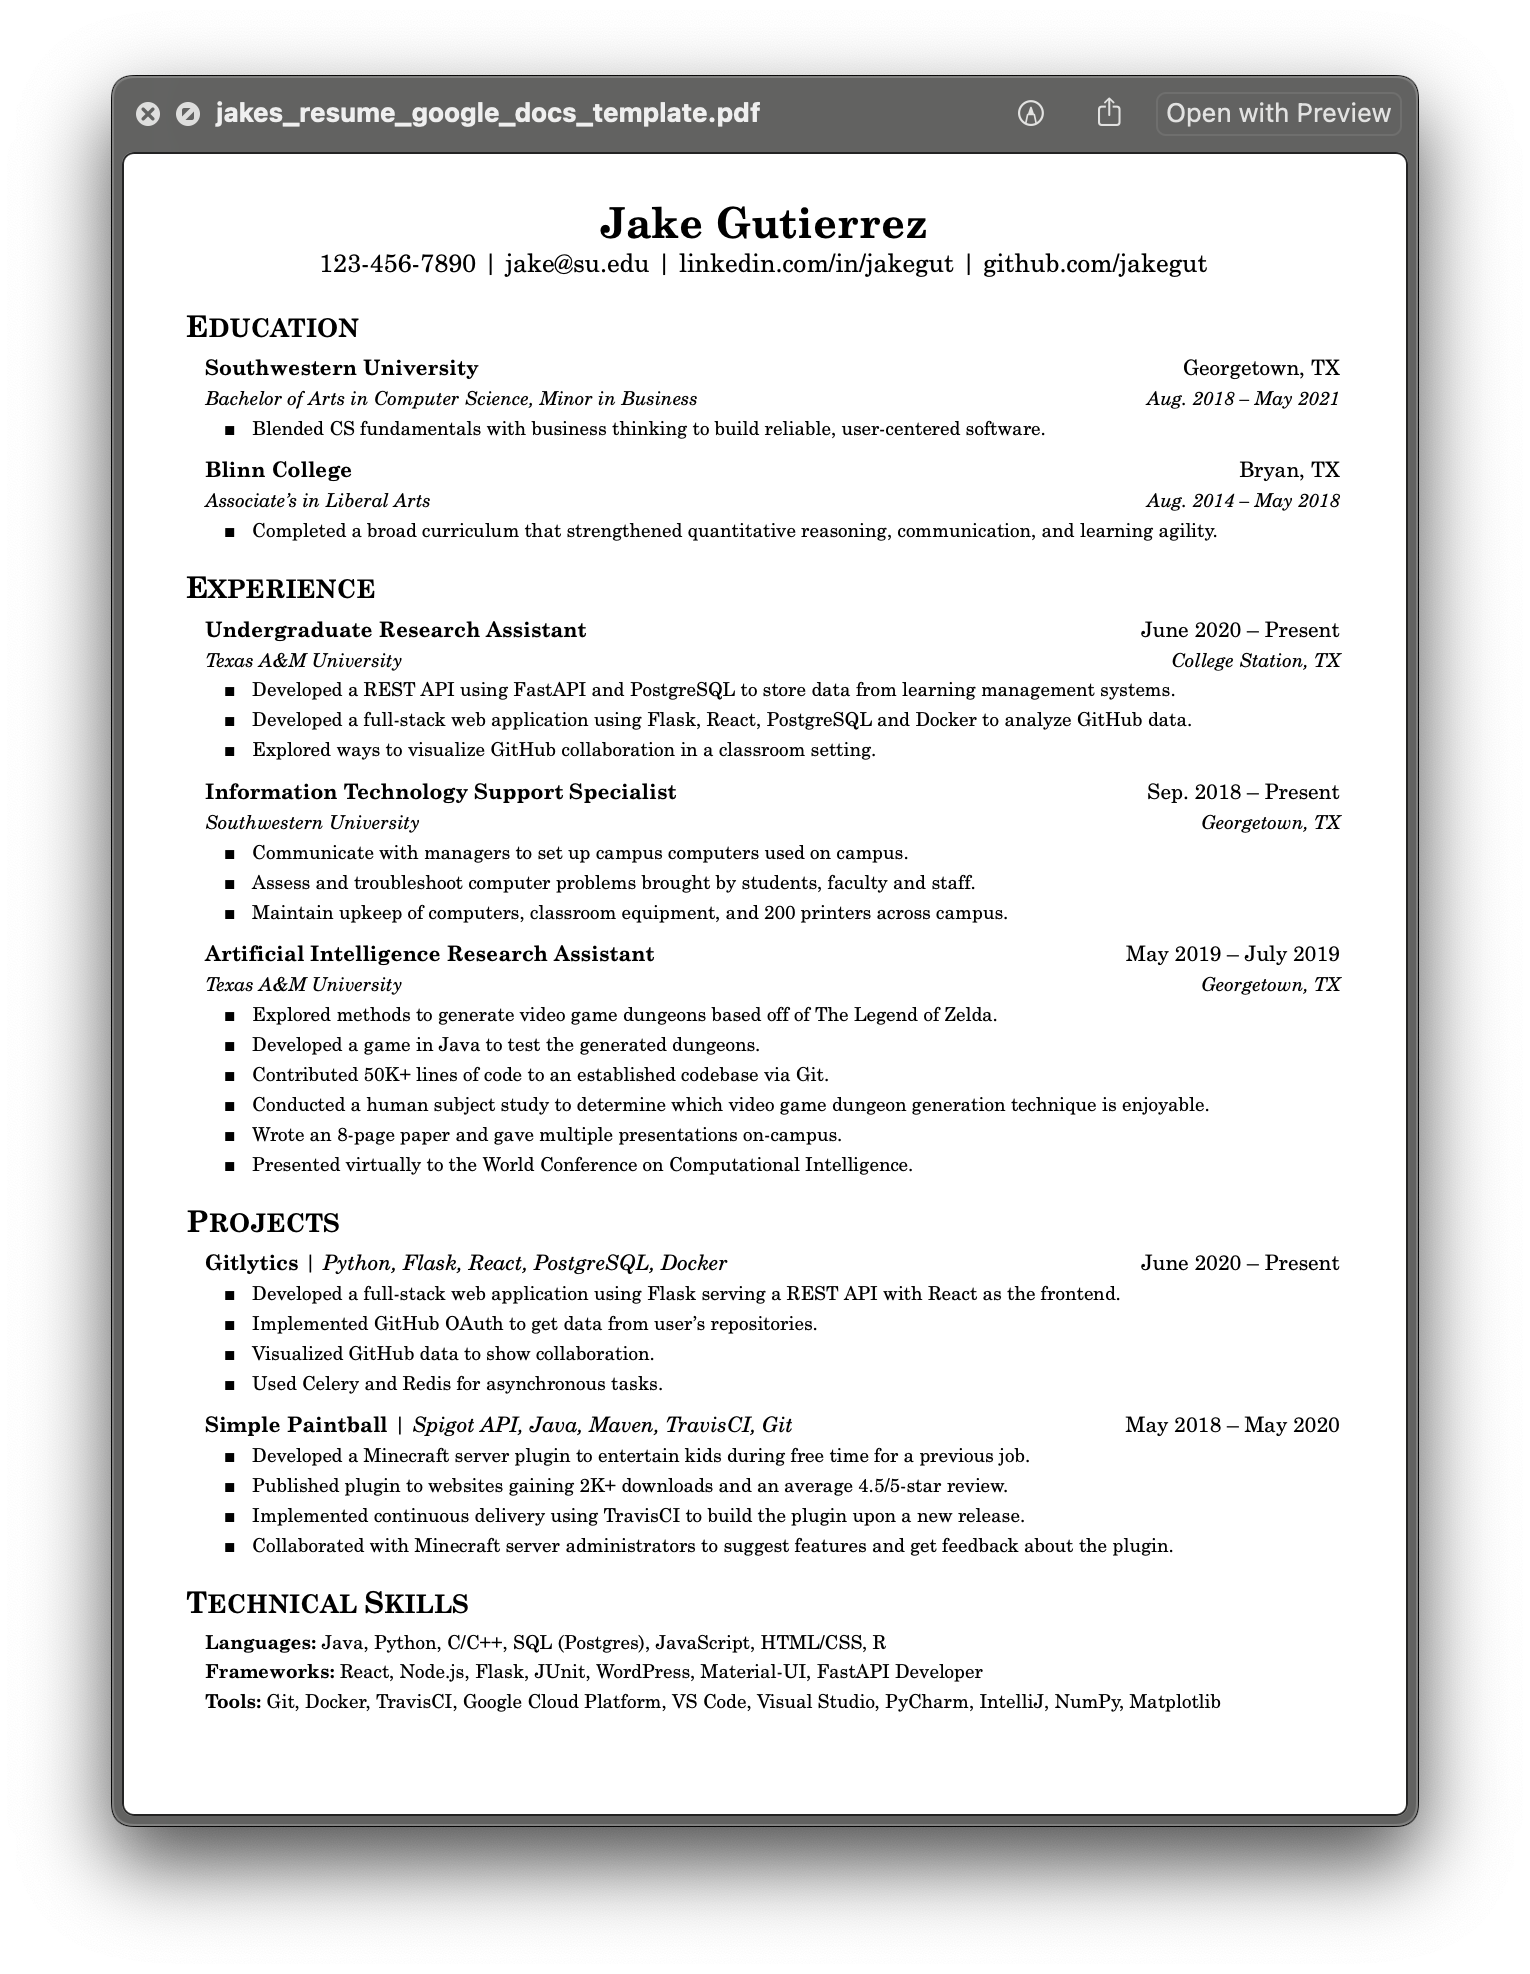 jakes_resume_google_docs_template.pdf Open with Preview
Jake Gutierrez
123-456-7890 | jake@su.edu | linkedin.com/in/jakegut | github.com/jakegut
EDUCATION
Southwestern University Georgetown, TX
Bachelor of Arts in Computer Science, Minor in Business Aug. 2018 – May 2021
▪ Blended CS fundamentals with business thinking to build reliable, user-centered software.
Blinn College Bryan, TX
Associate’s in Liberal Arts Aug. 2014 – May 2018
▪ Completed a broad curriculum that strengthened quantitative reasoning, communication, and learning agility.
EXPERIENCE
Undergraduate Research Assistant June 2020 – Present
Texas A&M University College Station, TX
▪ Developed a REST API using FastAPI and PostgreSQL to store data from learning management systems.
▪ Developed a full-stack web application using Flask, React, PostgreSQL and Docker to analyze GitHub data.
▪ Explored ways to visualize GitHub collaboration in a classroom setting.
Information Technology Support Specialist Sep. 2018 – Present
Southwestern University Georgetown, TX
▪ Communicate with managers to set up campus computers used on campus.
▪ Assess and troubleshoot computer problems brought by students, faculty and staff.
▪ Maintain upkeep of computers, classroom equipment, and 200 printers across campus.
Artificial Intelligence Research Assistant May 2019 – July 2019
Texas A&M University Georgetown, TX
▪ Explored methods to generate video game dungeons based off of The Legend of Zelda.
▪ Developed a game in Java to test the generated dungeons.
▪ Contributed 50K+ lines of code to an established codebase via Git.
▪ Conducted a human subject study to determine which video game dungeon generation technique is enjoyable.
▪ Wrote an 8-page paper and gave multiple presentations on-campus.
▪ Presented virtually to the World Conference on Computational Intelligence.
PROJECTS
Gitlytics | Python, Flask, React, PostgreSQL, Docker June 2020 – Present
▪ Developed a full-stack web application using Flask serving a REST API with React as the frontend.
▪ Implemented GitHub OAuth to get data from user’s repositories.
▪ Visualized GitHub data to show collaboration.
▪ Used Celery and Redis for asynchronous tasks.
Simple Paintball | Spigot API, Java, Maven, TravisCI, Git May 2018 – May 2020
▪ Developed a Minecraft server plugin to entertain kids during free time for a previous job.
▪ Published plugin to websites gaining 2K+ downloads and an average 4.5/5-star review.
▪ Implemented continuous delivery using TravisCI to build the plugin upon a new release.
▪ Collaborated with Minecraft server administrators to suggest features and get feedback about the plugin.
TECHNICAL SKILLS
Languages: Java, Python, C/C++, SQL (Postgres), JavaScript, HTML/CSS, R
Frameworks: React, Node.js, Flask, JUnit, WordPress, Material-UI, FastAPI Developer
Tools: Git, Docker, TravisCI, Google Cloud Platform, VS Code, Visual Studio, PyCharm, IntelliJ, NumPy, Matplotlib